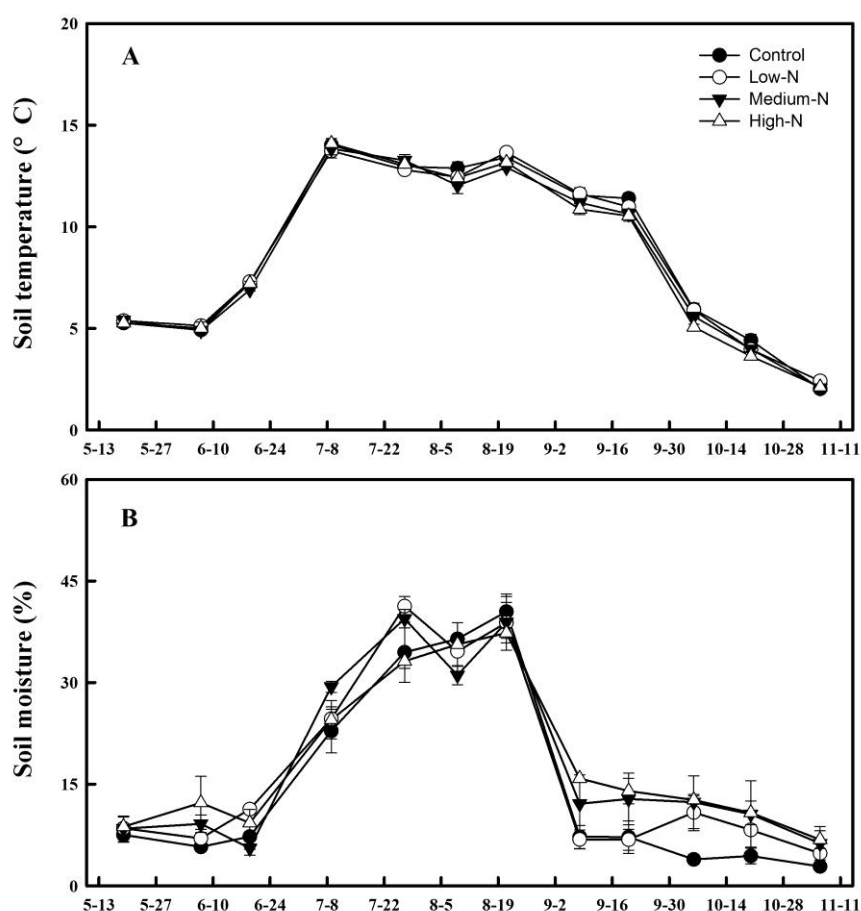 20
A
Control
Low-N
Medium-N
High-N
15
10
5
0
Soil temperature (° C)
5-13 5-27 6-10 6-24 7-8 7-22 8-5 8-19 9-2 9-16 9-30 10-14 10-28 11-11
60
B
45
30
15
0
Soil moisture (%)
5-13 5-27 6-10 6-24 7-8 7-22 8-5 8-19 9-2 9-16 9-30 10-14 10-28 11-11